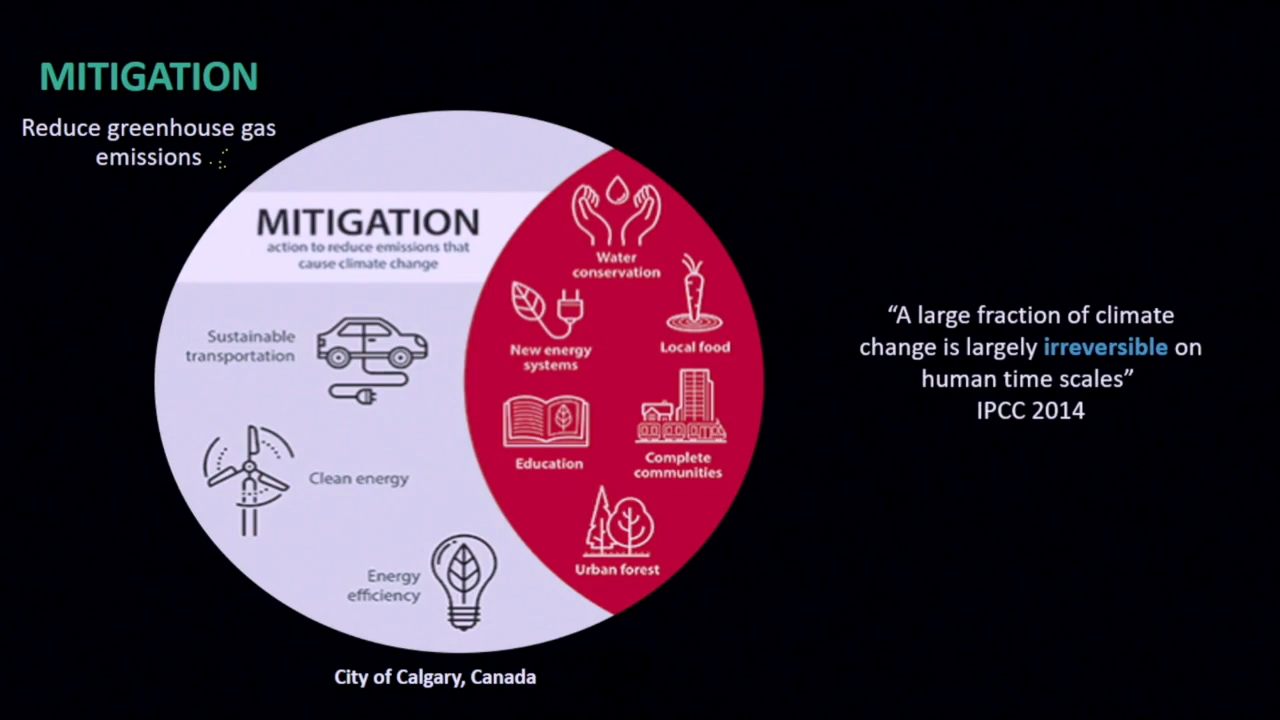 MITIGATION
Reduce greenhouse gas
emissions
MITIGATION
action to reduce emissions that
cause climate change
Sustainable
transportation
Clean energy
Energy
efficiency
Water
conservation
New energy
systems
Local food
Education
Complete
communities
Urban forest
City of Calgary, Canada
“A large fraction of climate
change is largely irreversible on
human time scales”
IPCC 2014